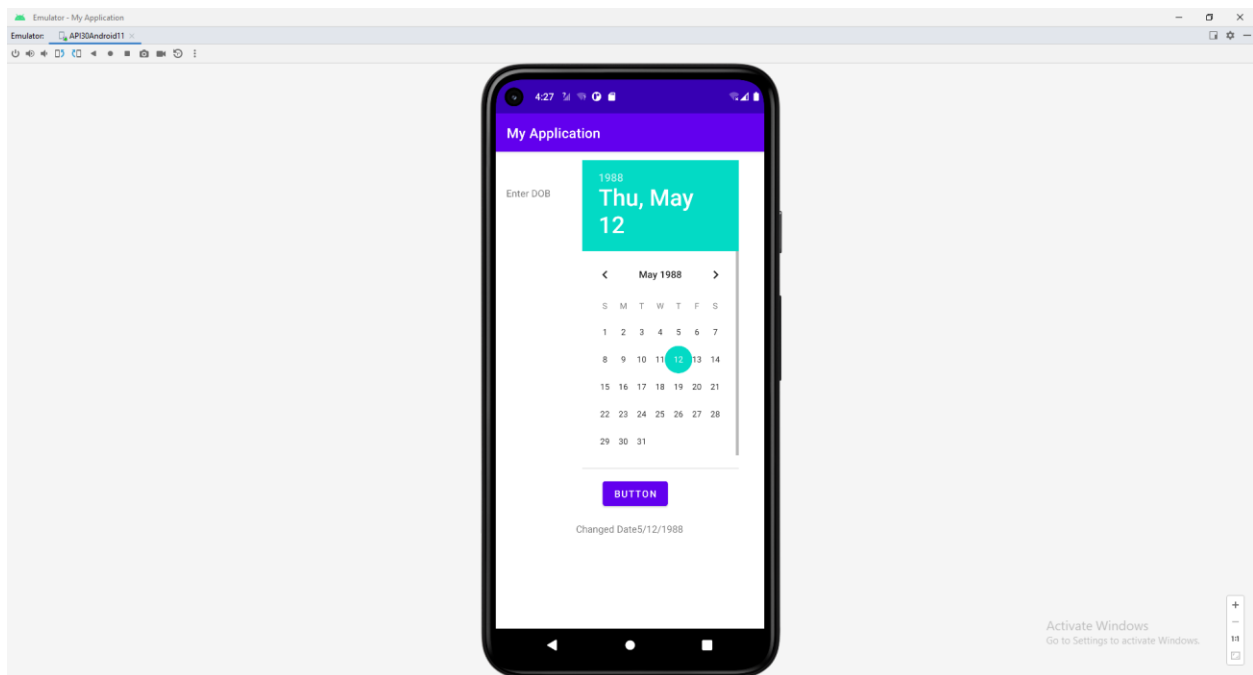 Emulator - My Application
Emulator: API30Android11
4:27
My Application
Enter DOB
1988
Thu, May
12
May 1988
S M T W T F S
1 2 3 4 5 6 7
8 9 10 11 12 13 14
15 16 17 18 19 20 21
22 23 24 25 26 27 28
29 30 31
BUTTON
Changed Date5/12/1988
Activate Windows
Go to Settings to activate Windows.
1:1